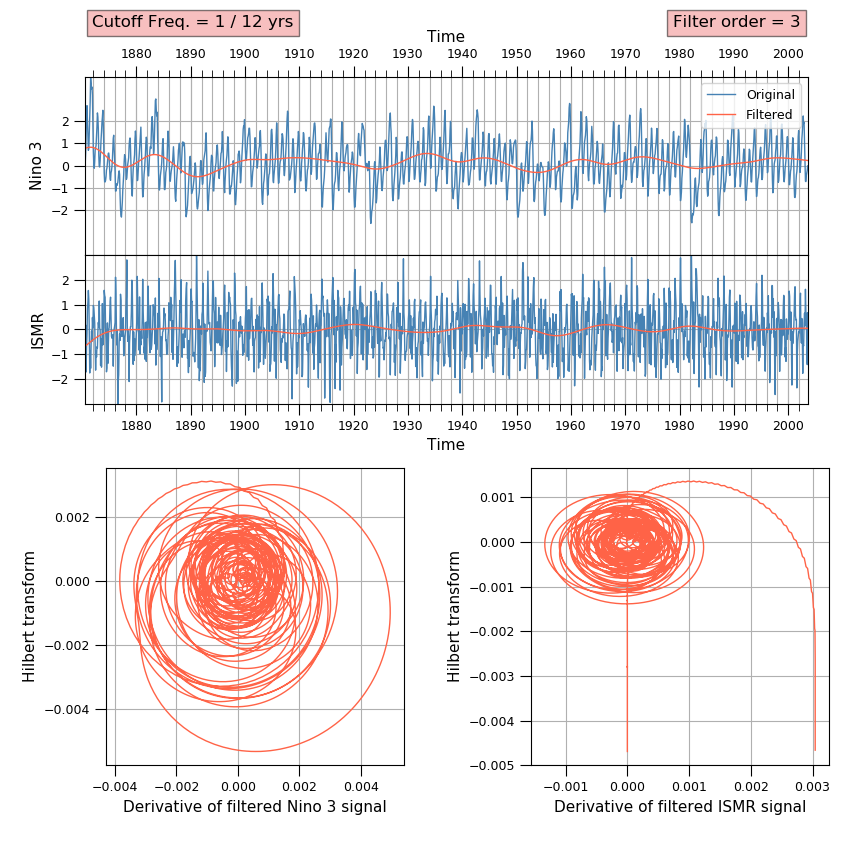 Cutoff Freq. = 1 / 12 yrs
Filter order = 3
Time
1880 1890 1900 1910 1920 1930 1940 1950 1960 1970 1980 1990 2000
Original
Filtered
Nino 3
2
1
0
−1
−2
ISMR
2
1
0
−1
−2
1880 1890 1900 1910 1920 1930 1940 1950 1960 1970 1980 1990 2000
Time
Hilbert transform
0.002
0.000
−0.002
−0.004
−0.004 −0.002 0.000 0.002 0.004
Derivative of filtered Nino 3 signal
Hilbert transform
0.001
0.000
−0.001
−0.002
−0.003
−0.004
−0.005
−0.001 0.000 0.001 0.002 0.003
Derivative of filtered ISMR signal